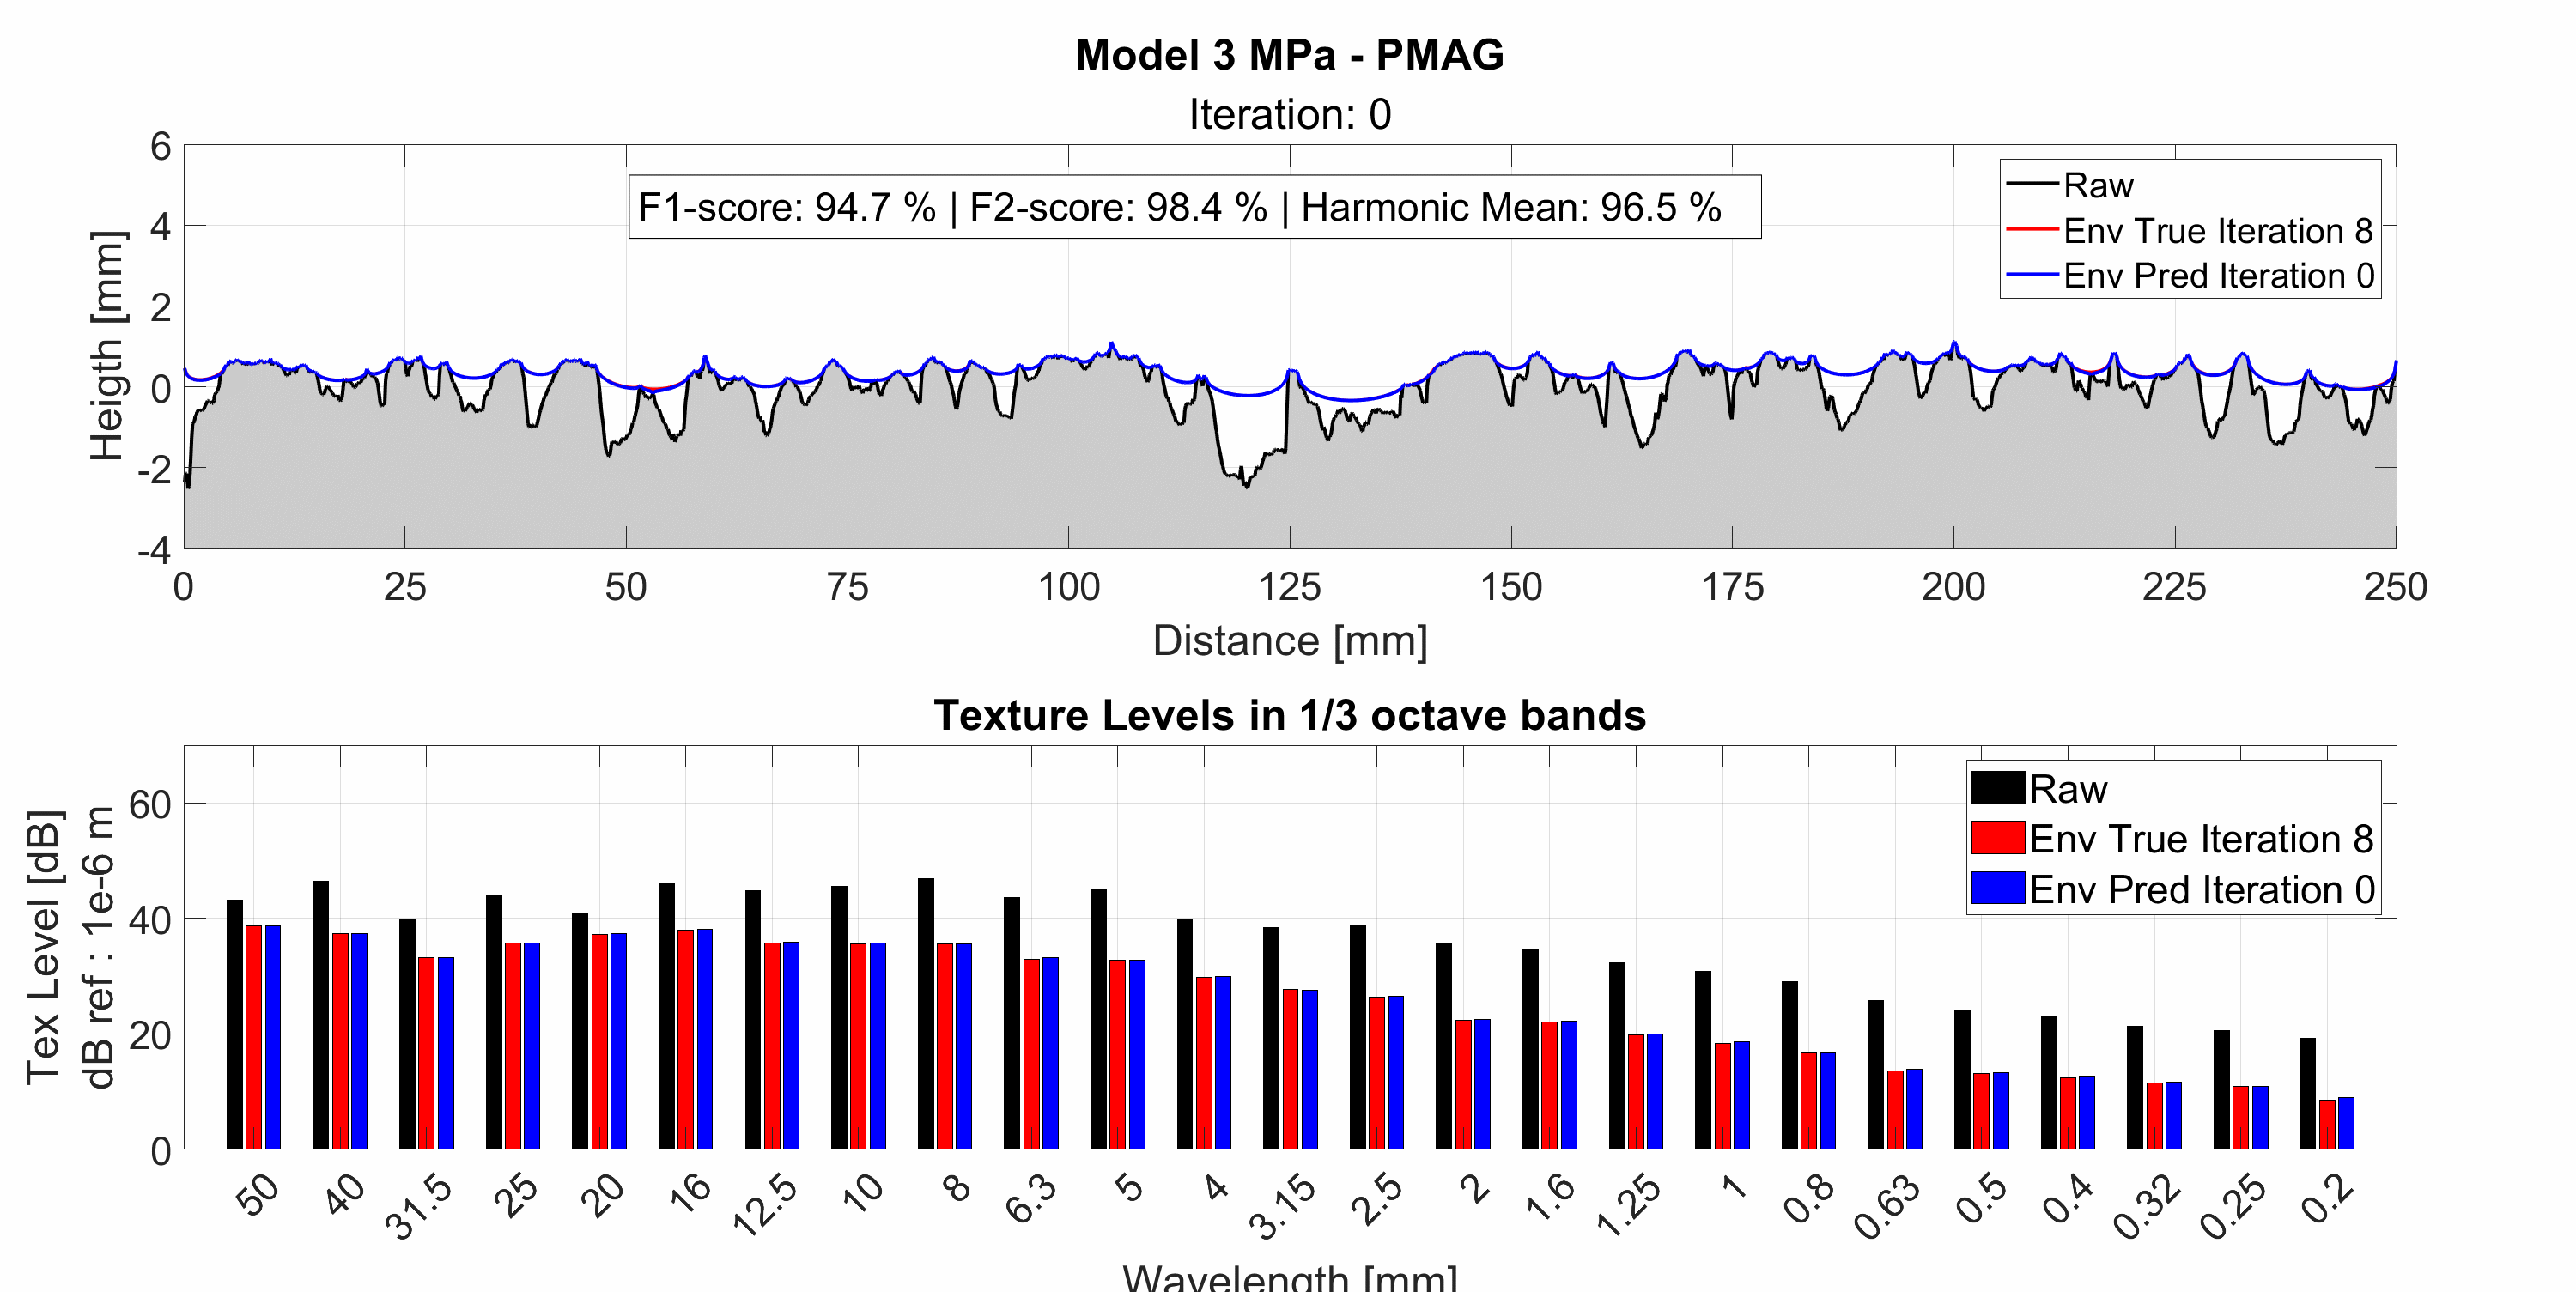 Model 3 MPa - PMAG
Iteration: 0
F1-score: 94.7 % | F2-score: 98.4 % | Harmonic Mean: 96.5 %
Raw
Env True Iteration 8
Env Pred Iteration 0
Heigth [mm]
6
4
2
0
-2
-4
0 25 50 75 100 125 150 175 200 225 250
Distance [mm]
Texture Levels in 1/3 octave bands
Raw
Env True Iteration 8
Env Pred Iteration 0
Tex Level [dB]
dB ref : 1e-6 m
60
40
20
0
50 40 31.5 25 20 16 12.5 10 8 6.3 5 4 3.15 2.5 2 1.6 1.25 1 0.8 0.63 0.5 0.4 0.32 0.25 0.2
Wavelength [mm]